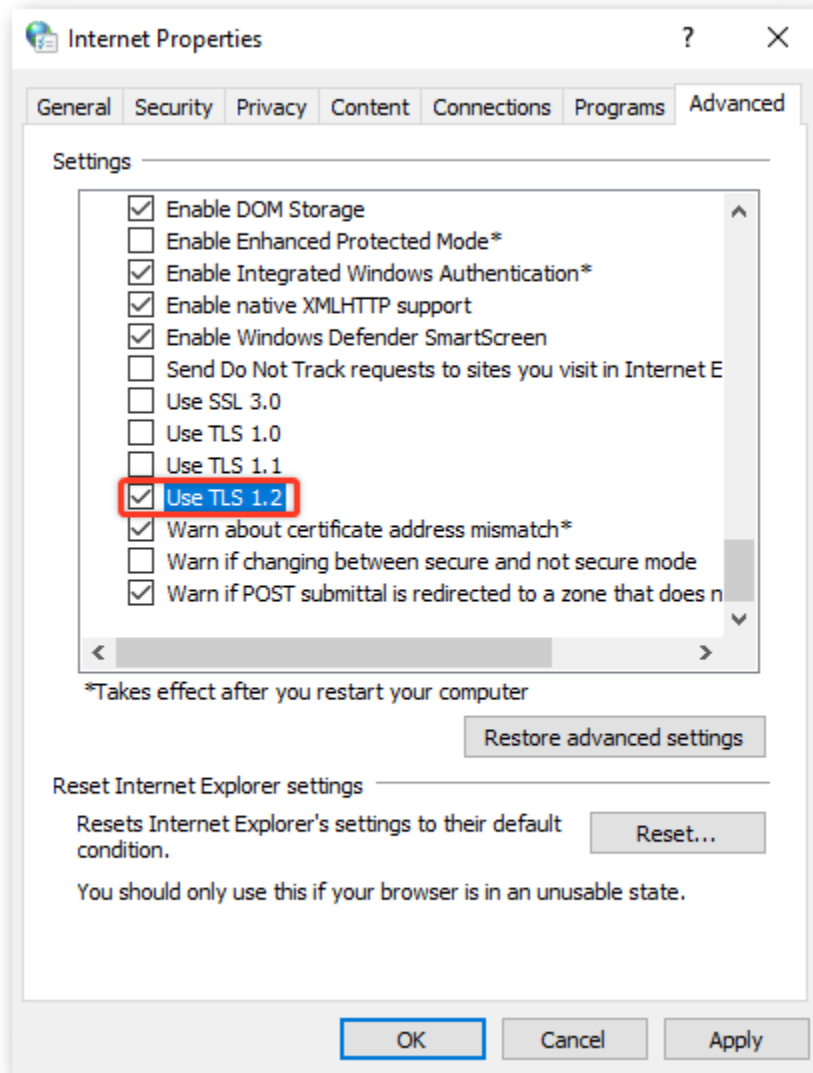 Internet Properties
?
General Security Privacy Content Connections Programs Advanced
Settings
Enable DOM Storage
Enable Enhanced Protected Mode*
Enable Integrated Windows Authentication*
Enable native XMLHTTP support
Enable Windows Defender SmartScreen
Send Do Not Track requests to sites you visit in Internet E
Use SSL 3.0
Use TLS 1.0
Use TLS 1.1
Use TLS 1.2
Warn about certificate address mismatch*
Warn if changing between secure and not secure mode
Warn if POST submittal is redirected to a zone that does n
*Takes effect after you restart your computer
Restore advanced settings
Reset Internet Explorer settings
Resets Internet Explorer's settings to their default
condition.
Reset...
You should only use this if your browser is in an unusable state.
OK Cancel Apply